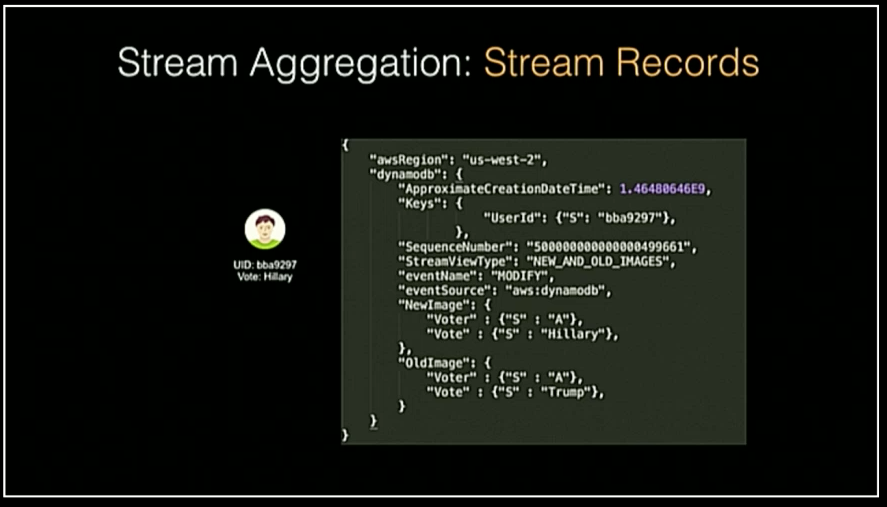 Stream Aggregation: Stream Records
UID: bba9297
Vote: Hillary
{
"awsRegion": "us-west-2",
"dynamodb": {
"ApproximateCreationDateTime": 1.46480646E9,
"Keys": {
"UserId": {"S": "bba9297"},
},
"SequenceNumber": "500000000000000499661",
"StreamViewType": "NEW_AND_OLD_IMAGES",
"eventName": "MODIFY",
"eventSource": "aws:dynamodb",
"NewImage": {
"Voter" : {"S" : "A"},
"Vote" : {"S" : "Hillary"},
},
"OldImage": {
"Voter" : {"S" : "A"},
"Vote" : {"S" : "Trump"},
}
}
}